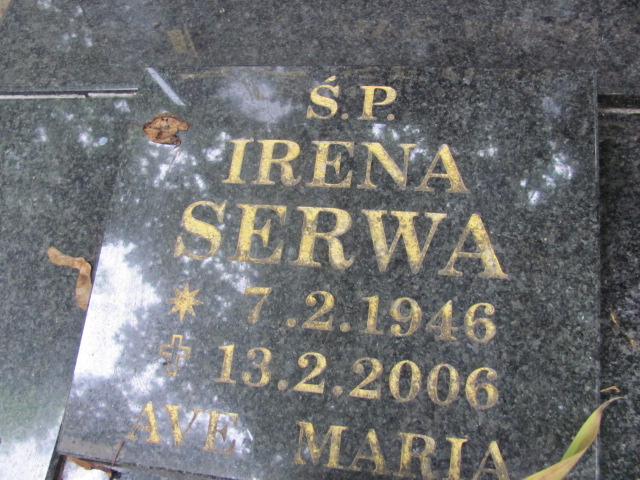 Ś.P.
IRENA
SERWA
7.2.1946
13.2.2006
AVE MARIA